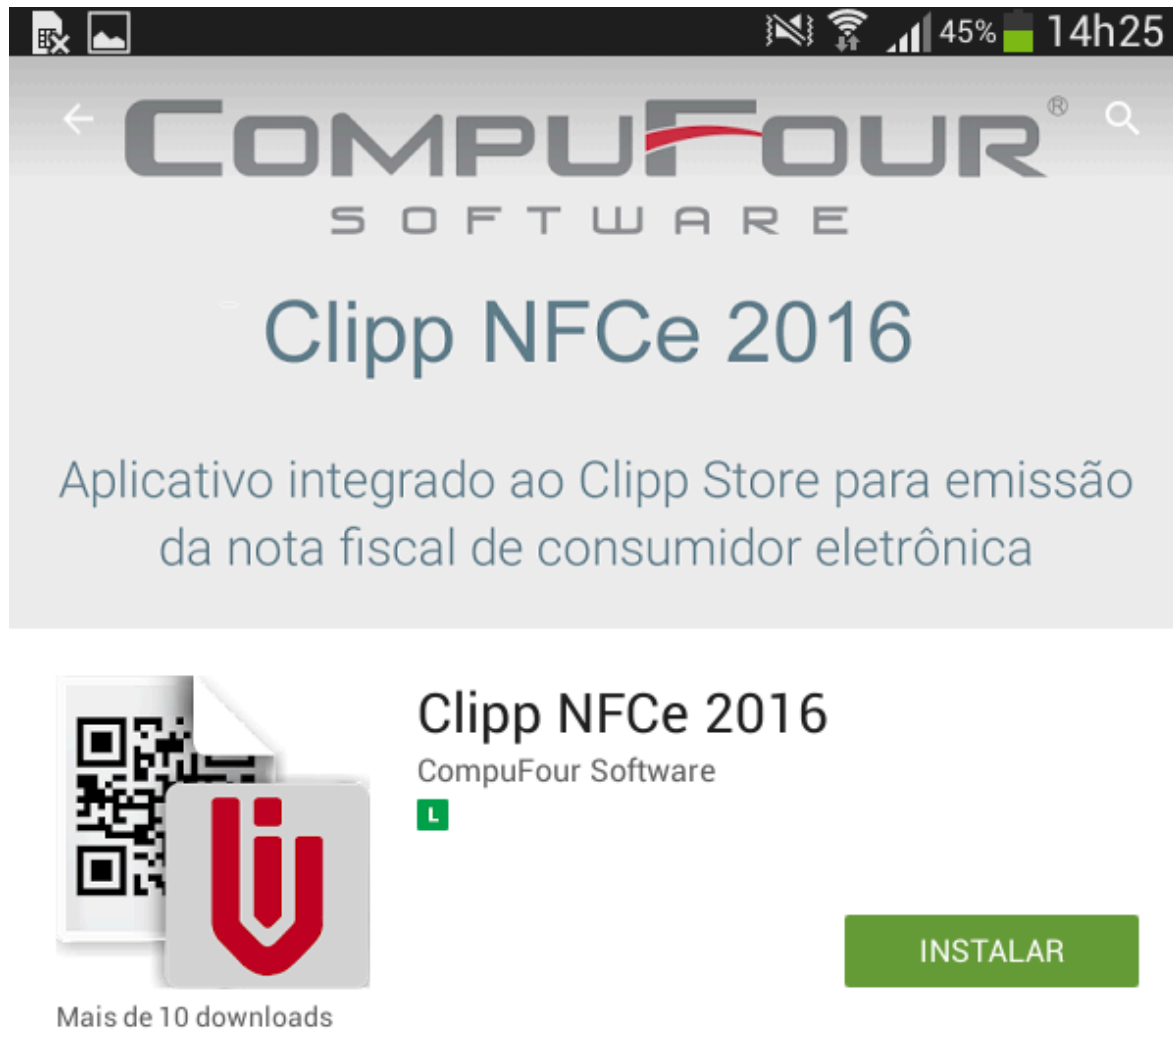 45% 14h25
COMPUFOUR®
SOFTWARE
Clipp NFCe 2016
Aplicativo integrado ao Clipp Store para emissão
da nota fiscal de consumidor eletrônica
Clipp NFCe 2016
CompuFour Software
L
INSTALAR
Mais de 10 downloads